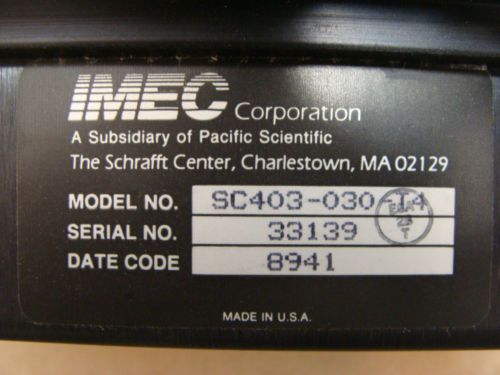 IMEC Corporation
A Subsidiary of Pacific Scientific
The Schrafft Center, Charlestown, MA 02129
MODEL NO. SC403-030-T4
SERIAL NO. 33139
DATE CODE 8941
MADE IN U.S.A.